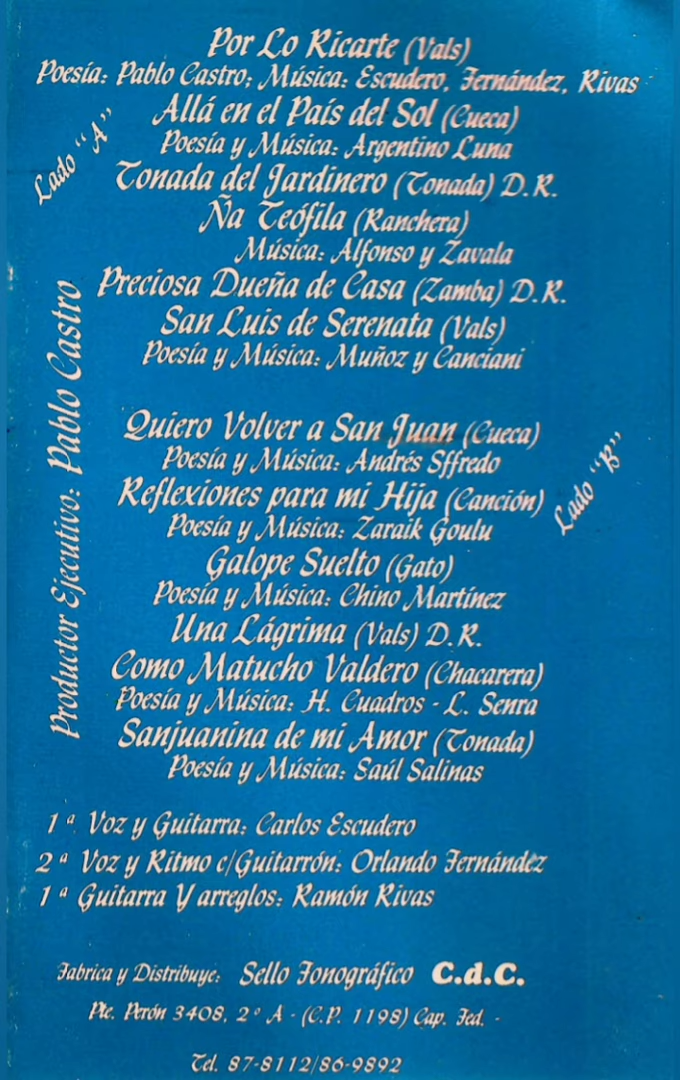 Por Lo Ricarte (Vals)
Poesía: Pablo Castro; Música: Escudero, Fernández, Rivas
Lado "A"
Allá en el País del Sol (Cueca)
Poesía y Música: Argentino Luna
Tonada del Jardinero (Tonada) D.R.
Ña Teófila (Ranchera)
Música: Alfonso y Zavala
Preciosa Dueña de Casa (Zamba) D.R.
San Luis de Serenata (Vals)
Poesía y Música: Muñoz y Canciani
Productor Ejecutivo: Pablo Castro
Lado "B"
Quiero Volver a San Juan (Cueca)
Poesía y Música: Andrés Sffredo
Reflexiones para mi Hija (Canción)
Poesía y Música: Zaraik Goulu
Galope Suelto (Gato)
Poesía y Música: Chino Martínez
Una Lágrima (Vals) D.R.
Como Matucho Valdero (Chacarera)
Poesía y Música: H. Cuadros - L. Senra
Sanjuanina de mi Amor (Tonada)
Poesía y Música: Saúl Salinas
1ª Voz y Guitarra: Carlos Escudero
2ª Voz y Ritmo c/Guitarrón: Orlando Fernández
1ª Guitarra Y arreglos: Ramón Rivas
Fabrica y Distribuye: Sello Fonográfico C.d.C.
Pte. Perón 3408, 2º A - (C.P. 1198) Cap. Fed. -
Tel. 87-8112/86-9892